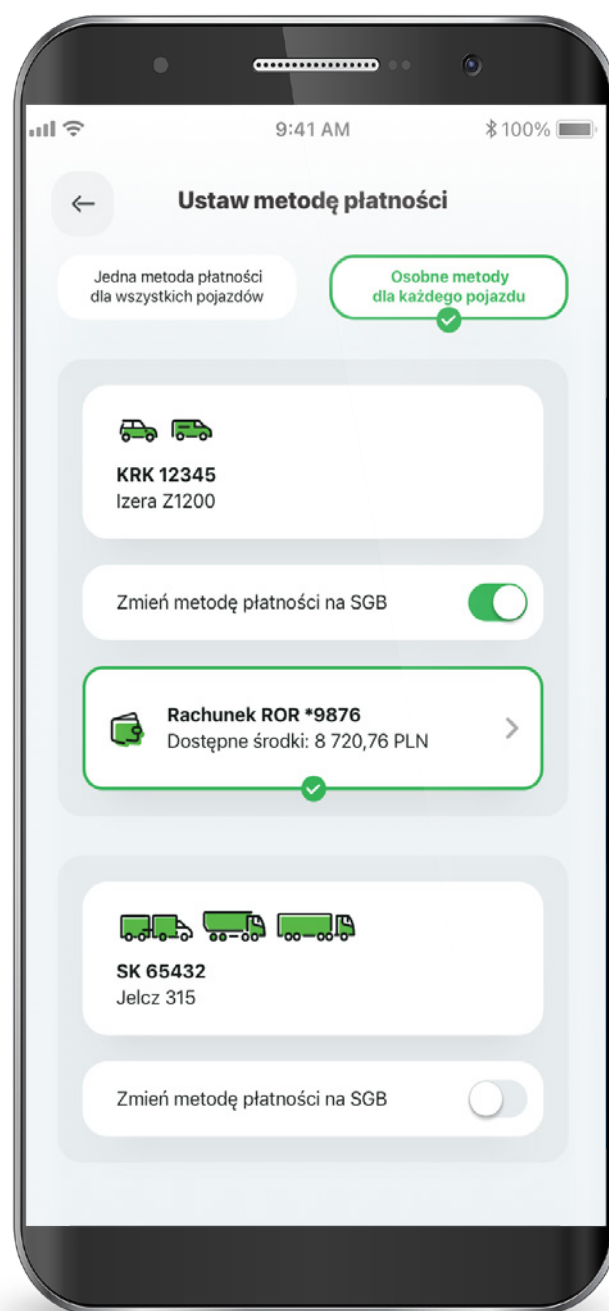 9:41 AM
100%
Ustaw metodę płatności
Jedna metoda płatności
dla wszystkich pojazdów
Osobne metody
dla każdego pojazdu
KRK 12345
Izera Z1200
Zmień metodę płatności na SGB
Rachunek ROR *9876
Dostępne środki: 8 720,76 PLN
SK 65432
Jelcz 315
Zmień metodę płatności na SGB